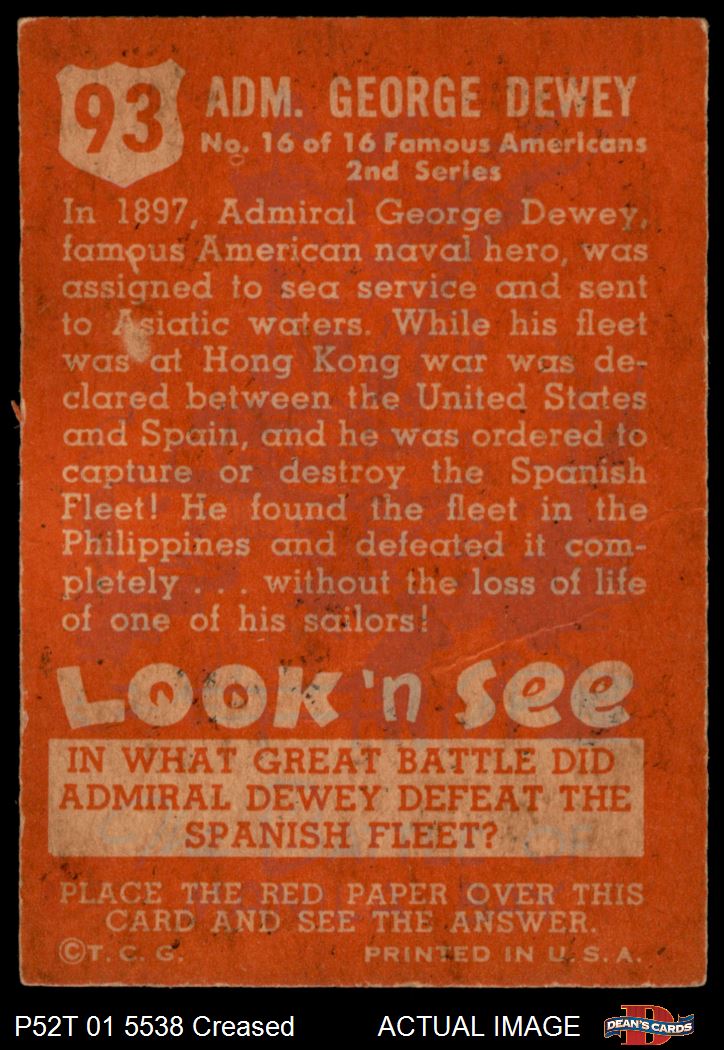 93
ADM. GEORGE DEWEY
No. 16 of 16 Famous Americans
2nd Series
In 1897, Admiral George Dewey,
famous American naval hero, was
assigned to sea service and sent
to Asiatic waters. While his fleet
was at Hong Kong war was de-
clared between the United States
and Spain, and he was ordered to
capture or destroy the Spanish
Fleet! He found the fleet in the
Philippines and defeated it com-
pletely . . . without the loss of life
of one of his sailors!
LOOK 'n See
IN WHAT GREAT BATTLE DID
ADMIRAL DEWEY DEFEAT THE
SPANISH FLEET?
PLACE THE RED PAPER OVER THIS
CARD AND SEE THE ANSWER.
©T. C. G. PRINTED IN U.S.A.
P52T 01 5538 Creased ACTUAL IMAGE
DEAN'S CARDS